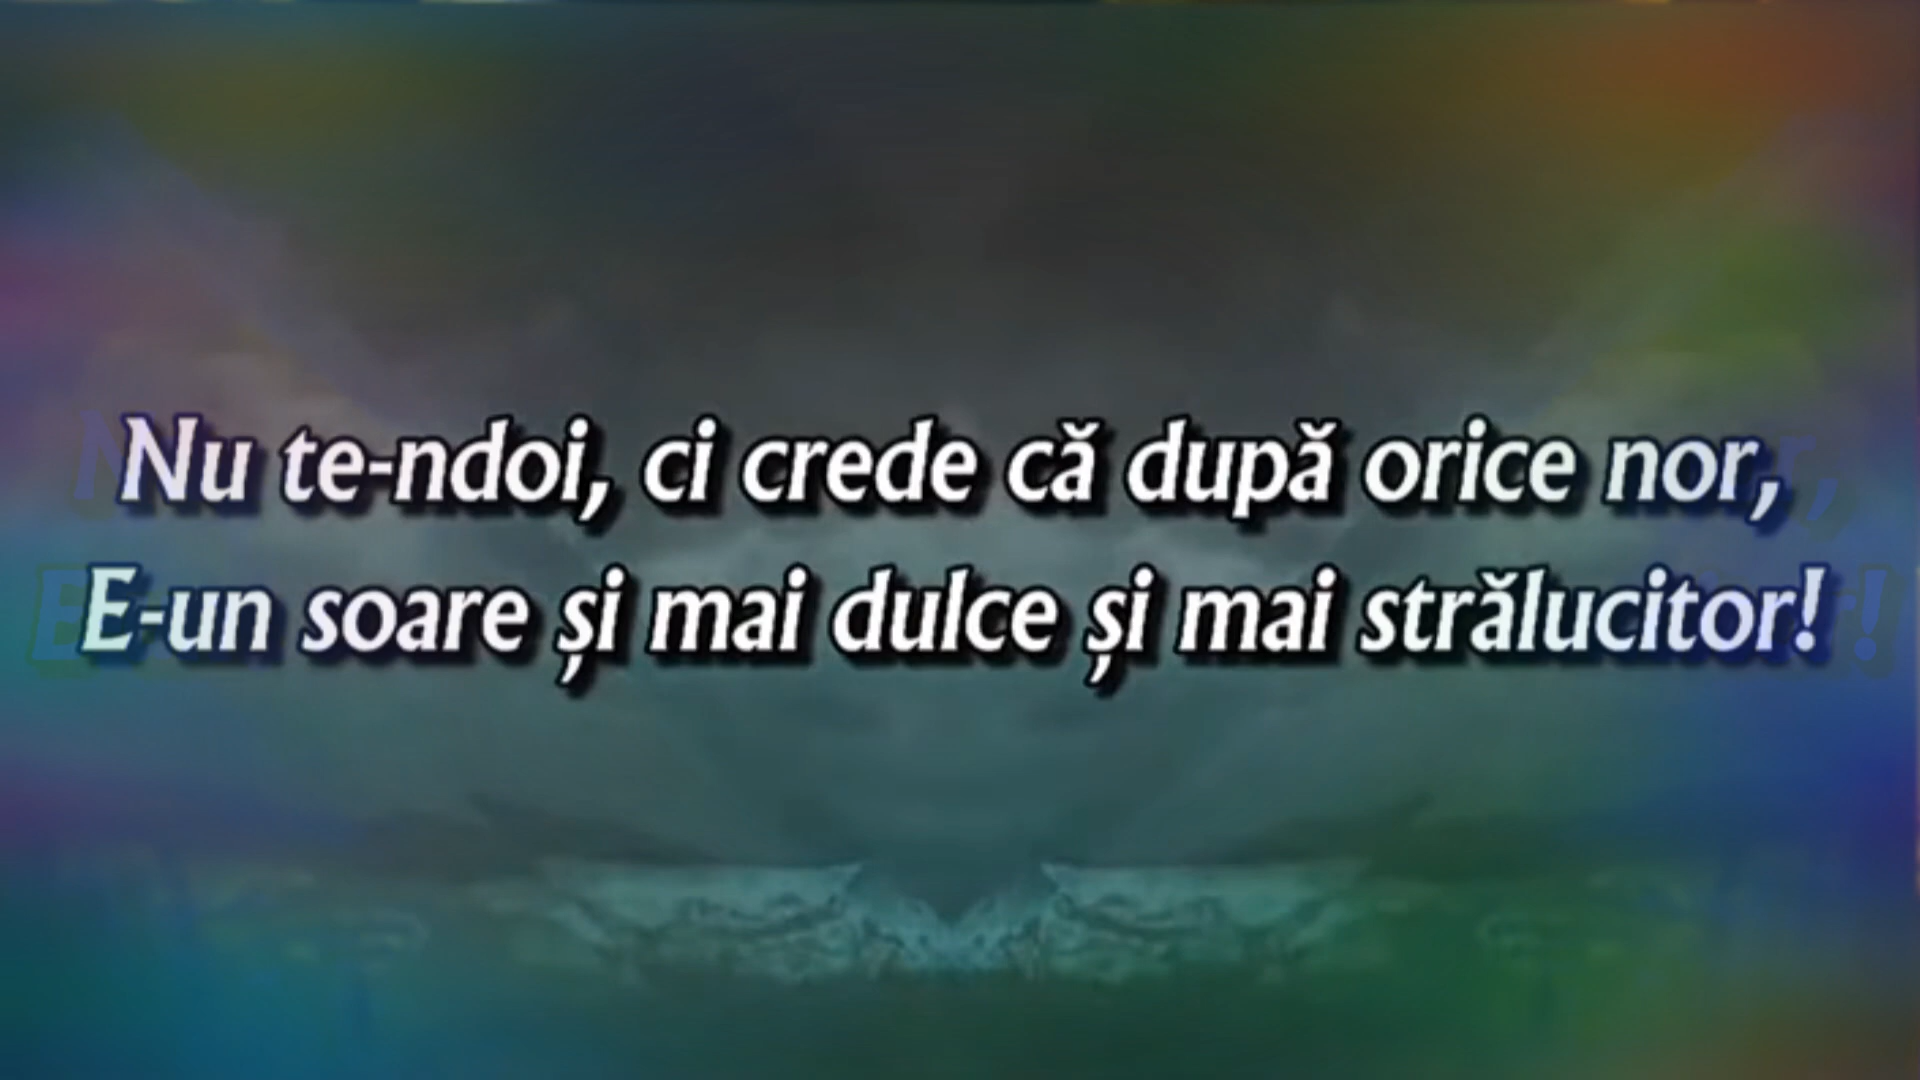 Nu te-ndoi, ci crede că după orice nor,
E-un soare și mai dulce și mai strălucitor!